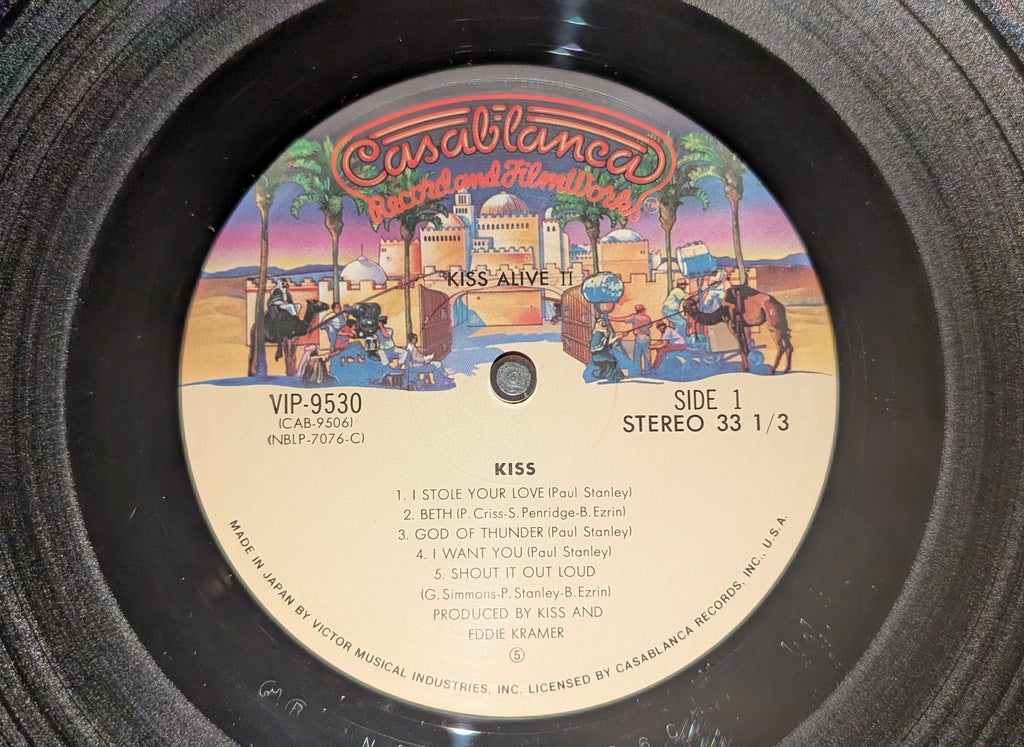 Casablanca
Record and FilmWorks
KISS ALIVE II
VIP-9530
(CAB-9506)
(NBLP-7076-C)
SIDE 1
STEREO 33 1/3
KISS
1. I STOLE YOUR LOVE (Paul Stanley)
2. BETH (P. Criss-S. Penridge-B. Ezrin)
3. GOD OF THUNDER (Paul Stanley)
4. I WANT YOU (Paul Stanley)
5. SHOUT IT OUT LOUD
(G. Simmons-P. Stanley-B. Ezrin)
PRODUCED BY KISS AND
EDDIE KRAMER
⑤
MADE IN JAPAN BY VICTOR MUSICAL INDUSTRIES, INC. LICENSED BY CASABLANCA RECORDS, INC., U.S.A.